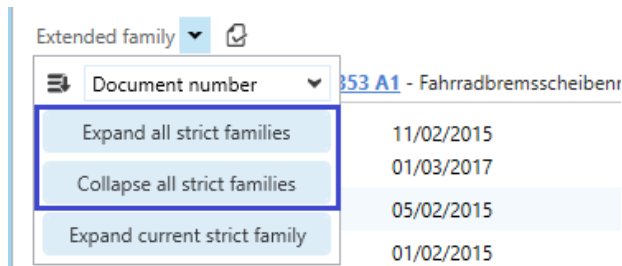 Extended family
Document number
353 A1 - Fahrradbremsscheiben
Expand all strict families
11/02/2015
Collapse all strict families
01/03/2017
05/02/2015
Expand current strict family
01/02/2015